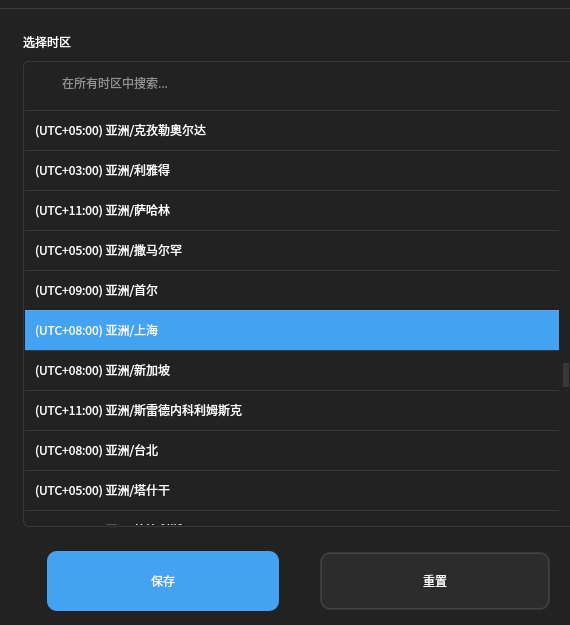 选择时区
在所有时区中搜索...
(UTC+05:00) 亚洲/克孜勒奥尔达
(UTC+03:00) 亚洲/利雅得
(UTC+11:00) 亚洲/萨哈林
(UTC+05:00) 亚洲/撒马尔罕
(UTC+09:00) 亚洲/首尔
(UTC+08:00) 亚洲/上海
(UTC+08:00) 亚洲/新加坡
(UTC+11:00) 亚洲/斯雷德内科利姆斯克
(UTC+08:00) 亚洲/台北
(UTC+05:00) 亚洲/塔什干
保存
重置